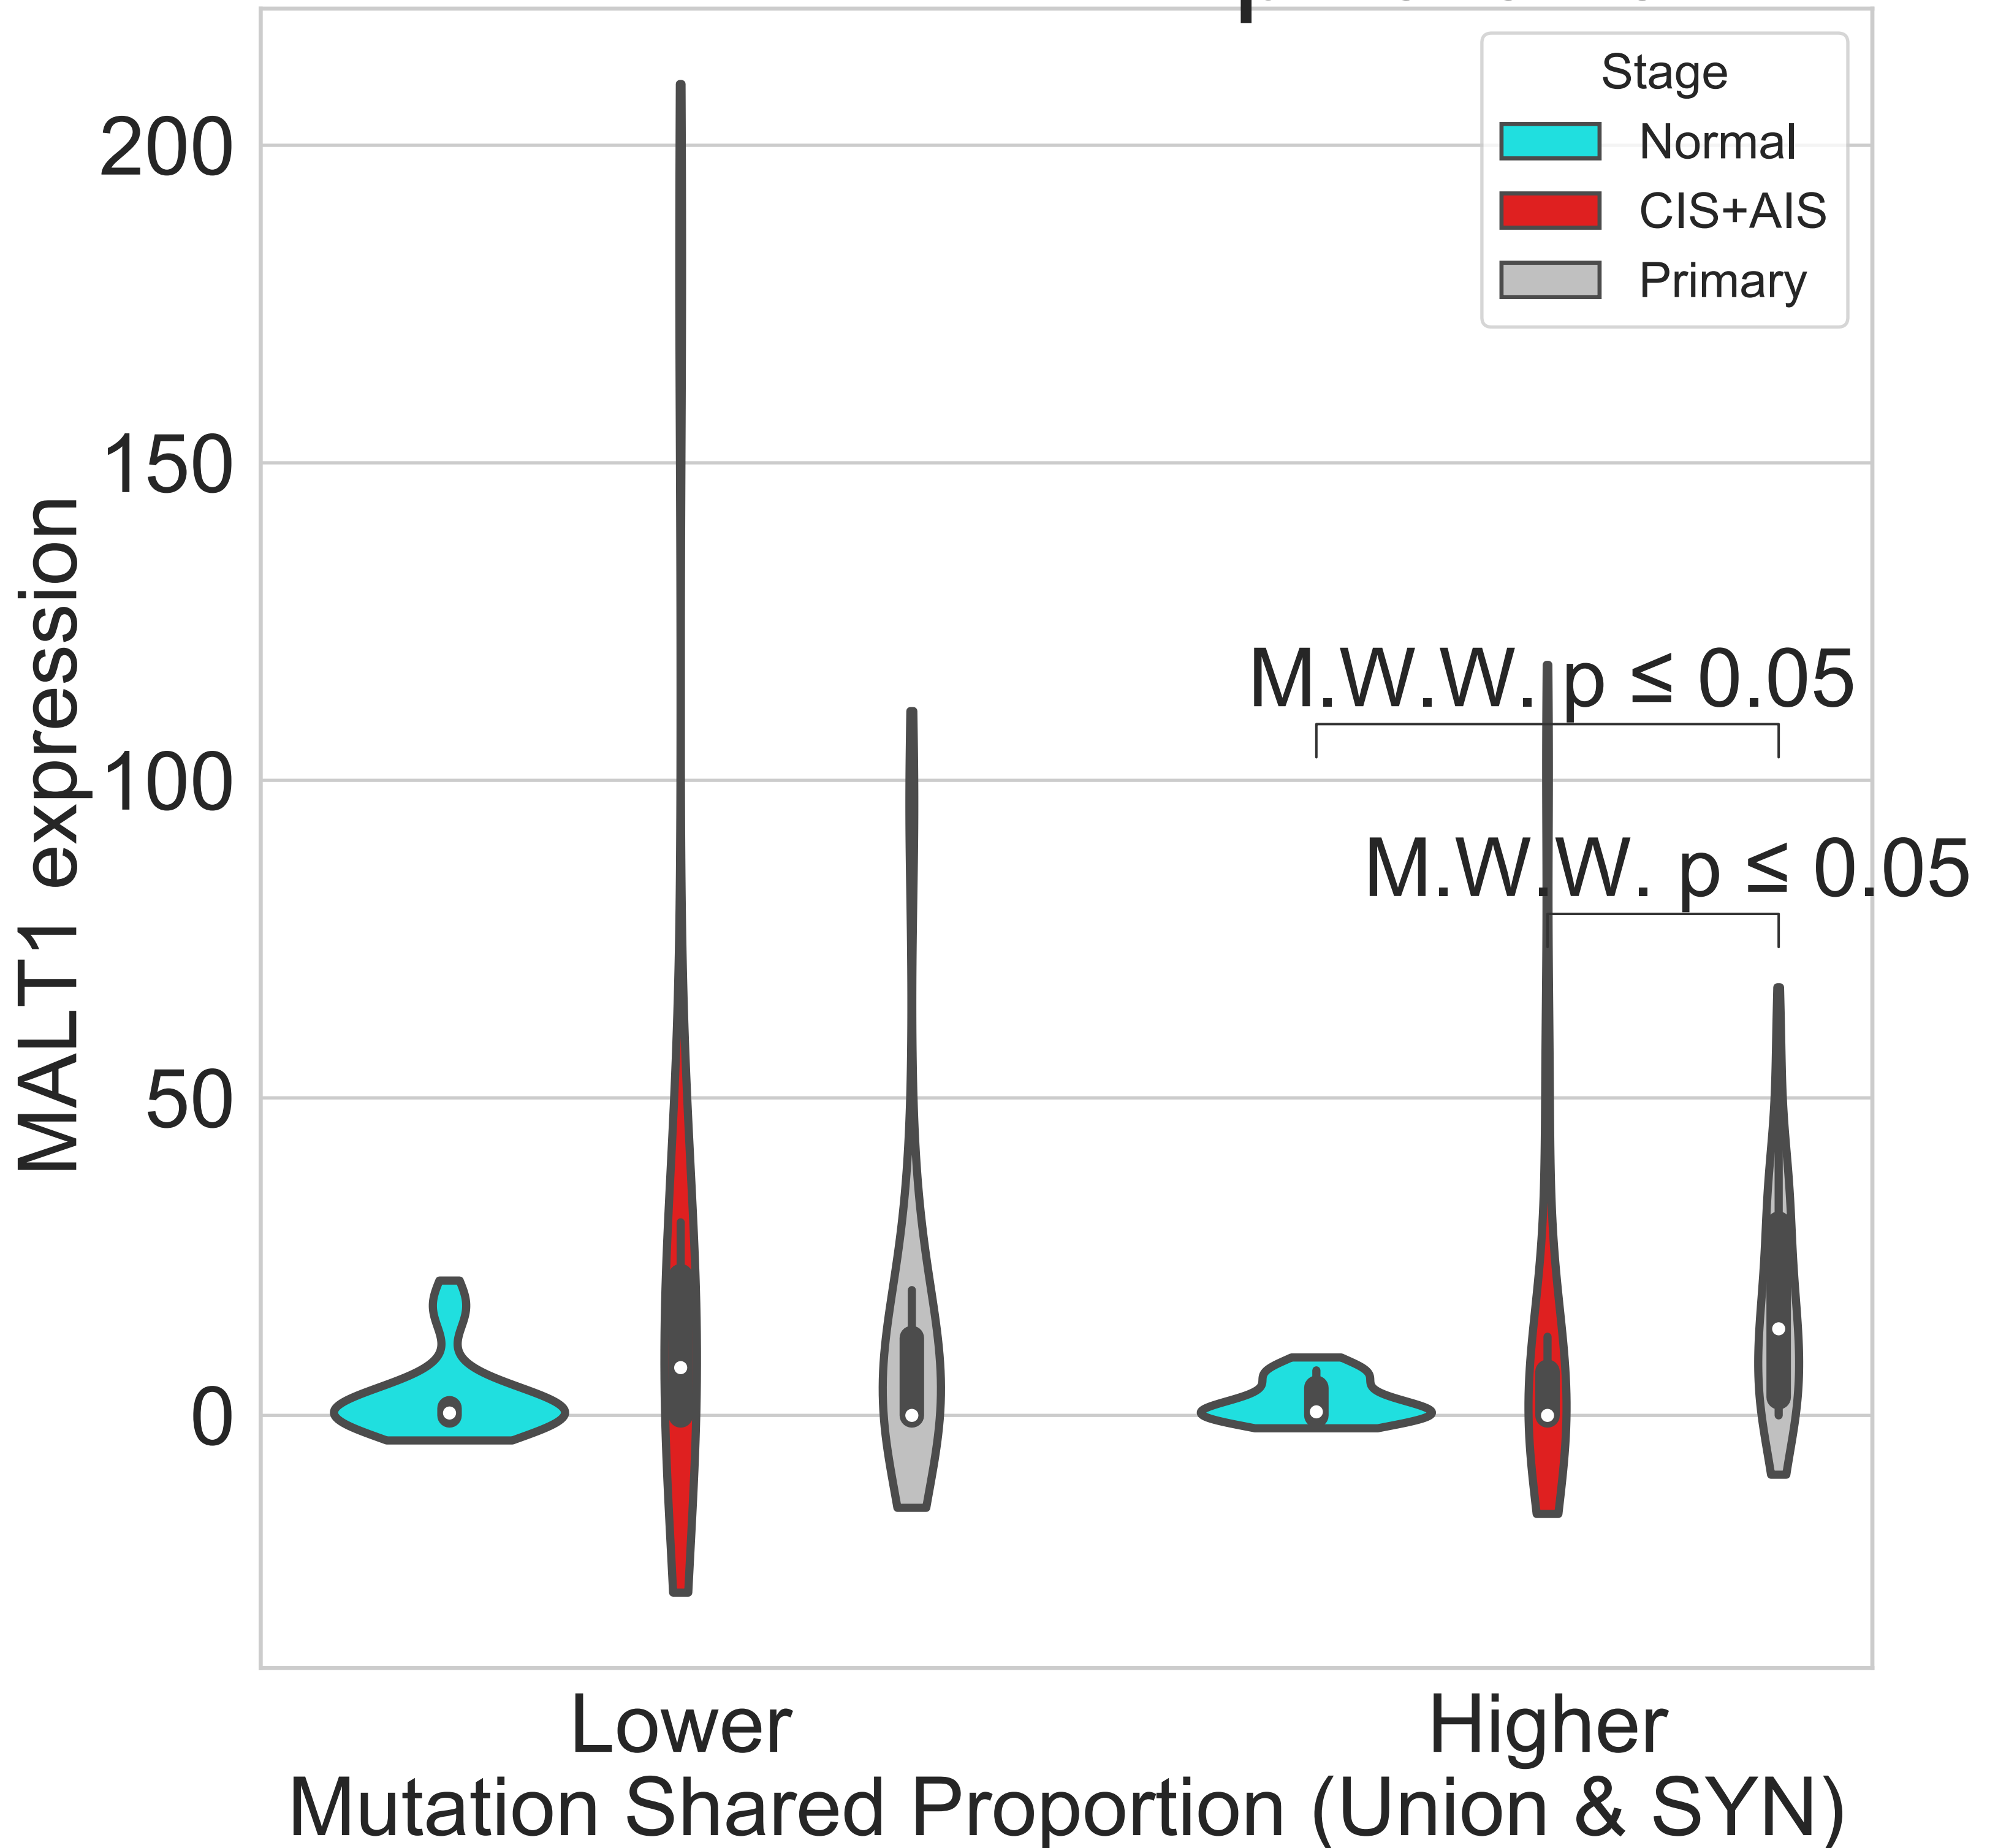 Stage
Normal
CIS+AIS
Primary
200
150
100
50
0
MALT1 expression
M.W.W. p ≤ 0.05
M.W.W. p ≤ 0.05
Lower
Higher
Mutation Shared Proportion (Union & SYN)